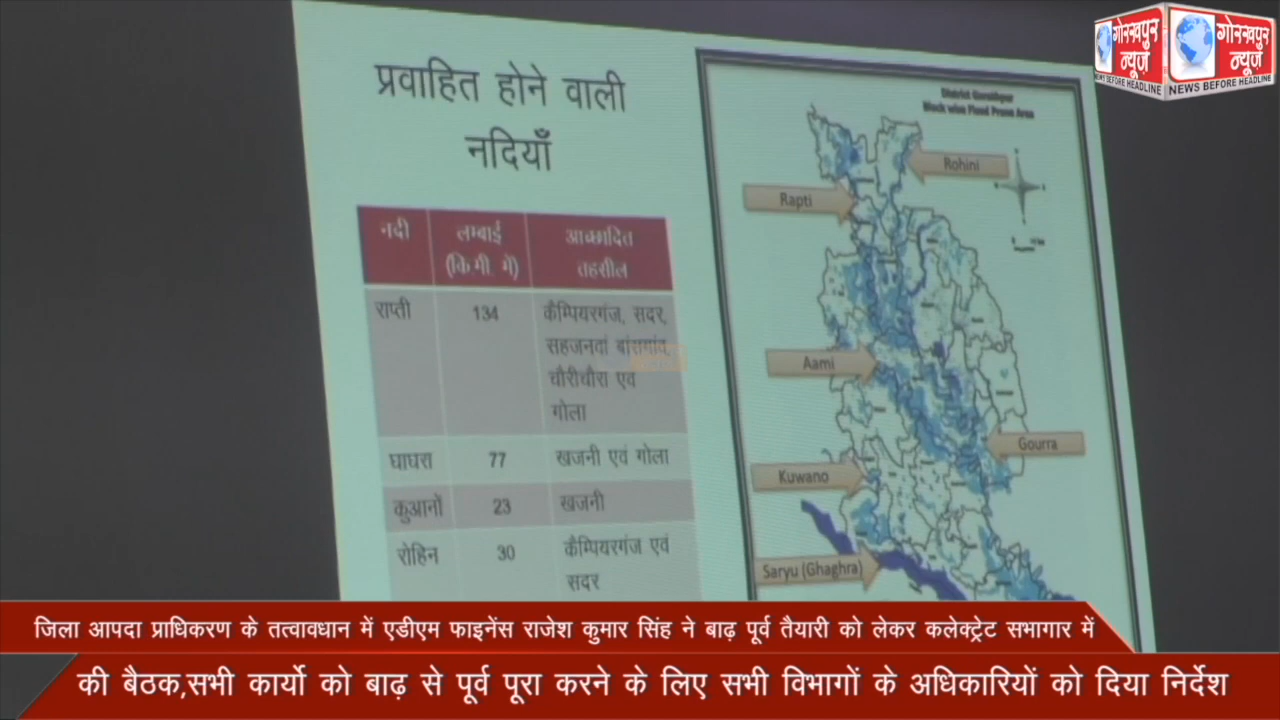 गोरखपुर
न्यूज़
NEWS BEFORE HEADLINE
गोरखपुर
न्यूज़
NEWS BEFORE HEADLINE
प्रवाहित होने वाली
नदियाँ
नदी लम्बाई (कि.मी. में) आच्छादित तहसील
राप्ती 134 कैम्पियरगंज, सदर,
सहजनवां बांसगांव,
चौरीचौरा एवं
गोला
घाघरा 77 खजनी एवं गोला
कुआनों 23 खजनी
रोहिन 30 कैम्पियरगंज एवं
सदर
District Gorakhpur
Block wise Flood Prone Area
Rohini
Rapti
Aami
Gourra
Kuwano
Saryu (Ghaghra)
जिला आपदा प्राधिकरण के तत्वावधान में एडीएम फाइनेंस राजेश कुमार सिंह ने बाढ़ पूर्व तैयारी को लेकर कलेक्ट्रेट सभागार में
की बैठक,सभी कार्यो को बाढ़ से पूर्व पूरा करने के लिए सभी विभागों के अधिकारियों को दिया निर्देश